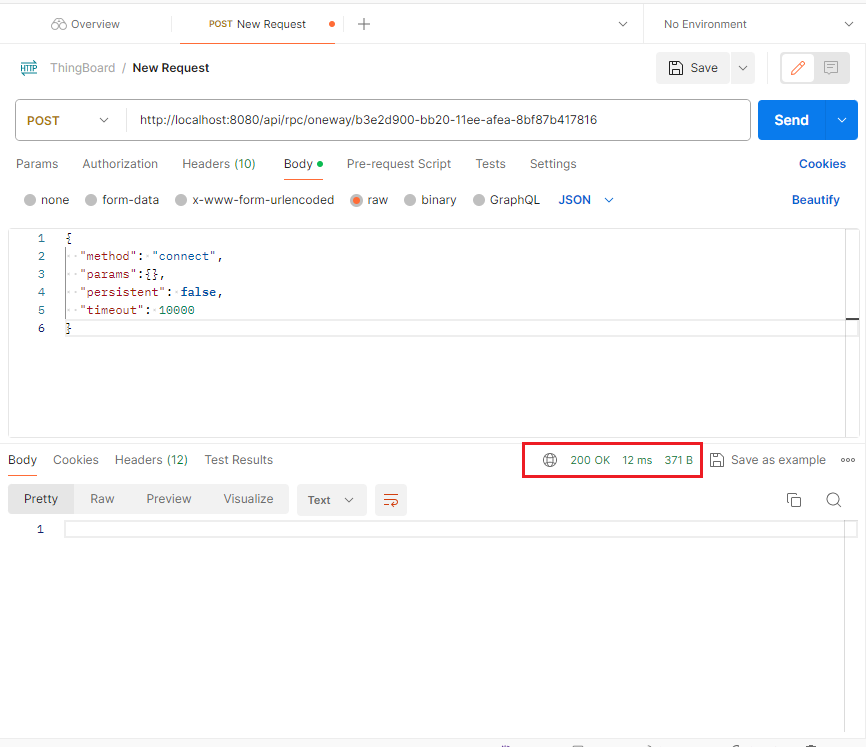 Overview
POST New Request
No Environment
HTTP ThingBoard / New Request
Save
POST http://localhost:8080/api/rpc/oneway/b3e2d900-bb20-11ee-afea-8bf87b417816
Send
Params Authorization Headers (10) Body Pre-request Script Tests Settings Cookies
none form-data x-www-form-urlencoded raw binary GraphQL JSON Beautify
1 {
2 "method": "connect",
3 "params":{},
4 "persistent": false,
5 "timeout": 10000
6 }
Body Cookies Headers (12) Test Results 200 OK 12 ms 371 B Save as example
Pretty Raw Preview Visualize Text
1